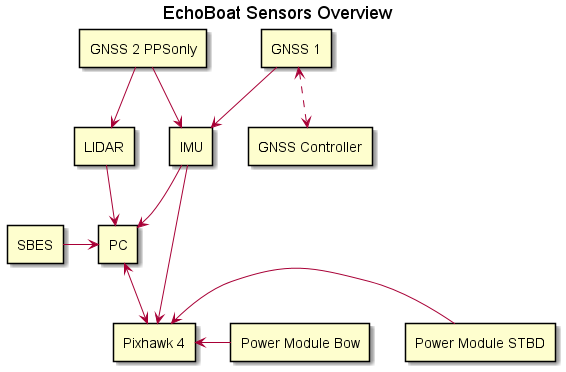 EchoBoat Sensors Overview
GNSS 2 PPSonly
GNSS 1
LIDAR
IMU
GNSS Controller
SBES
PC
Pixhawk 4
Power Module Bow
Power Module STBD